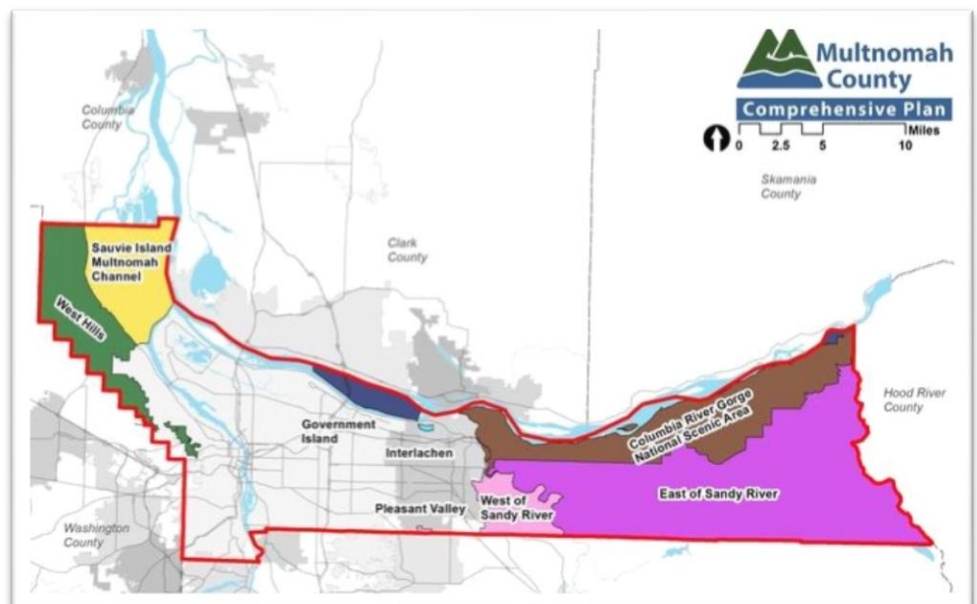 Multnomah
County
Comprehensive Plan
Miles
0 2.5 5 10
Columbia
County
Skamania
County
Clark
County
Sauvie Island
Multnomah
Channel
West Hills
Government
Island
Interlachen
Pleasant Valley
West of
Sandy River
Columbia River Gorge
National Scenic Area
East of Sandy River
Hood River
County
Washington
County